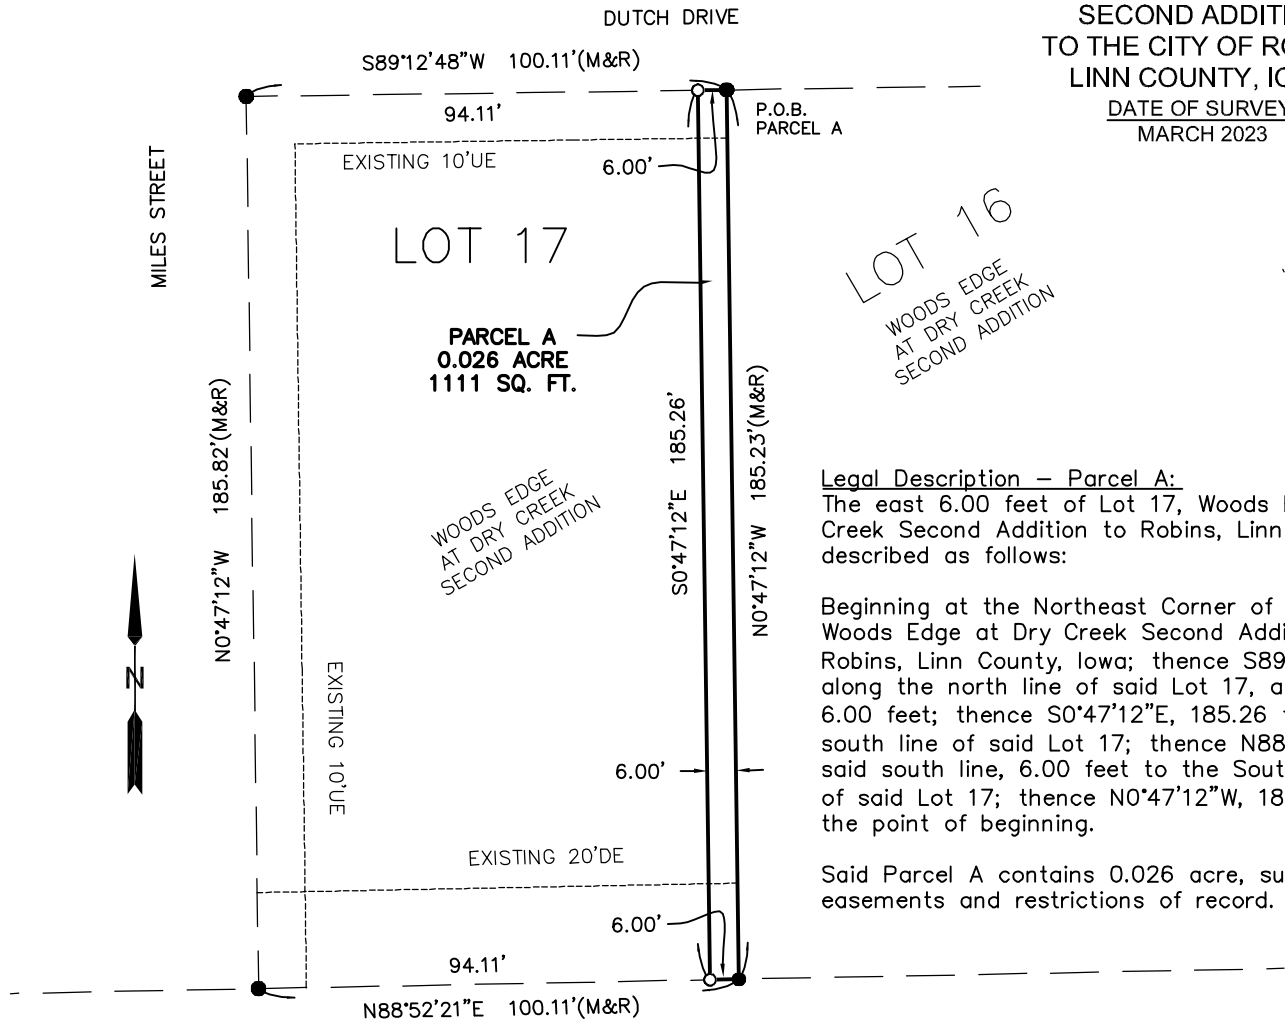 DUTCH DRIVE
SECOND ADDITI
TO THE CITY OF RO
LINN COUNTY, IO
DATE OF SURVEY
MARCH 2023
S89°12'48"W 100.11'(M&R)
94.11'
P.O.B.
PARCEL A
EXISTING 10'UE
6.00'
MILES STREET
LOT 17
LOT 16
WOODS EDGE
AT DRY CREEK
SECOND ADDITION
PARCEL A
0.026 ACRE
1111 SQ. FT.
N0°47'12"W 185.82'(M&R)
S0°47'12"E 185.26'
N0°47'12"W 185.23'(M&R)
WOODS EDGE
AT DRY CREEK
SECOND ADDITION
N
EXISTING 10'UE
Legal Description – Parcel A:
The east 6.00 feet of Lot 17, Woods
Creek Second Addition to Robins, Linn
described as follows:
Beginning at the Northeast Corner of
Woods Edge at Dry Creek Second Addi
Robins, Linn County, Iowa; thence S89
along the north line of said Lot 17, a
6.00 feet; thence S0°47'12"E, 185.26
south line of said Lot 17; thence N88
said south line, 6.00 feet to the Sout
of said Lot 17; thence N0°47'12"W, 18
the point of beginning.
Said Parcel A contains 0.026 acre, su
easements and restrictions of record.
6.00'
EXISTING 20'DE
6.00'
94.11'
N88°52'21"E 100.11'(M&R)